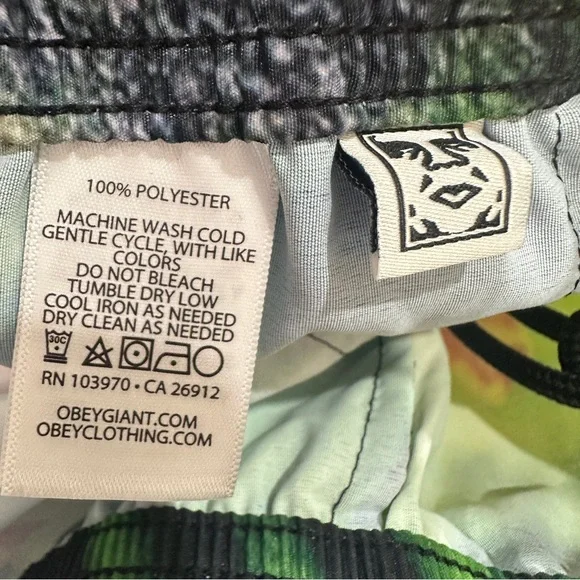 100% POLYESTER
MACHINE WASH COLD
GENTLE CYCLE, WITH LIKE
COLORS
DO NOT BLEACH
TUMBLE DRY LOW
COOL IRON AS NEEDED
DRY CLEAN AS NEEDED
30C
RN 103970 • CA 26912
OBEYGIANT.COM
OBEYCLOTHING.COM